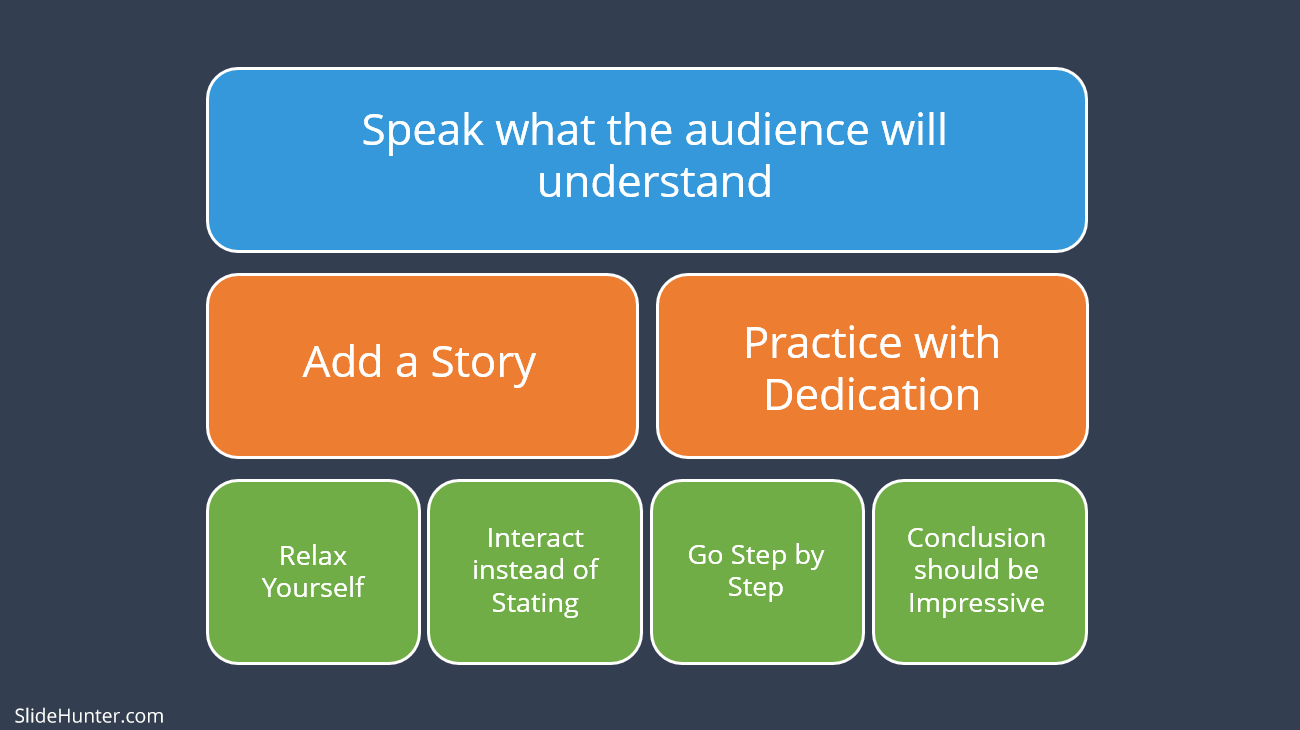 Speak what the audience will
understand
Add a Story
Practice with
Dedication
Relax
Yourself
Interact
instead of
Stating
Go Step by
Step
Conclusion
should be
Impressive
SlideHunter.com